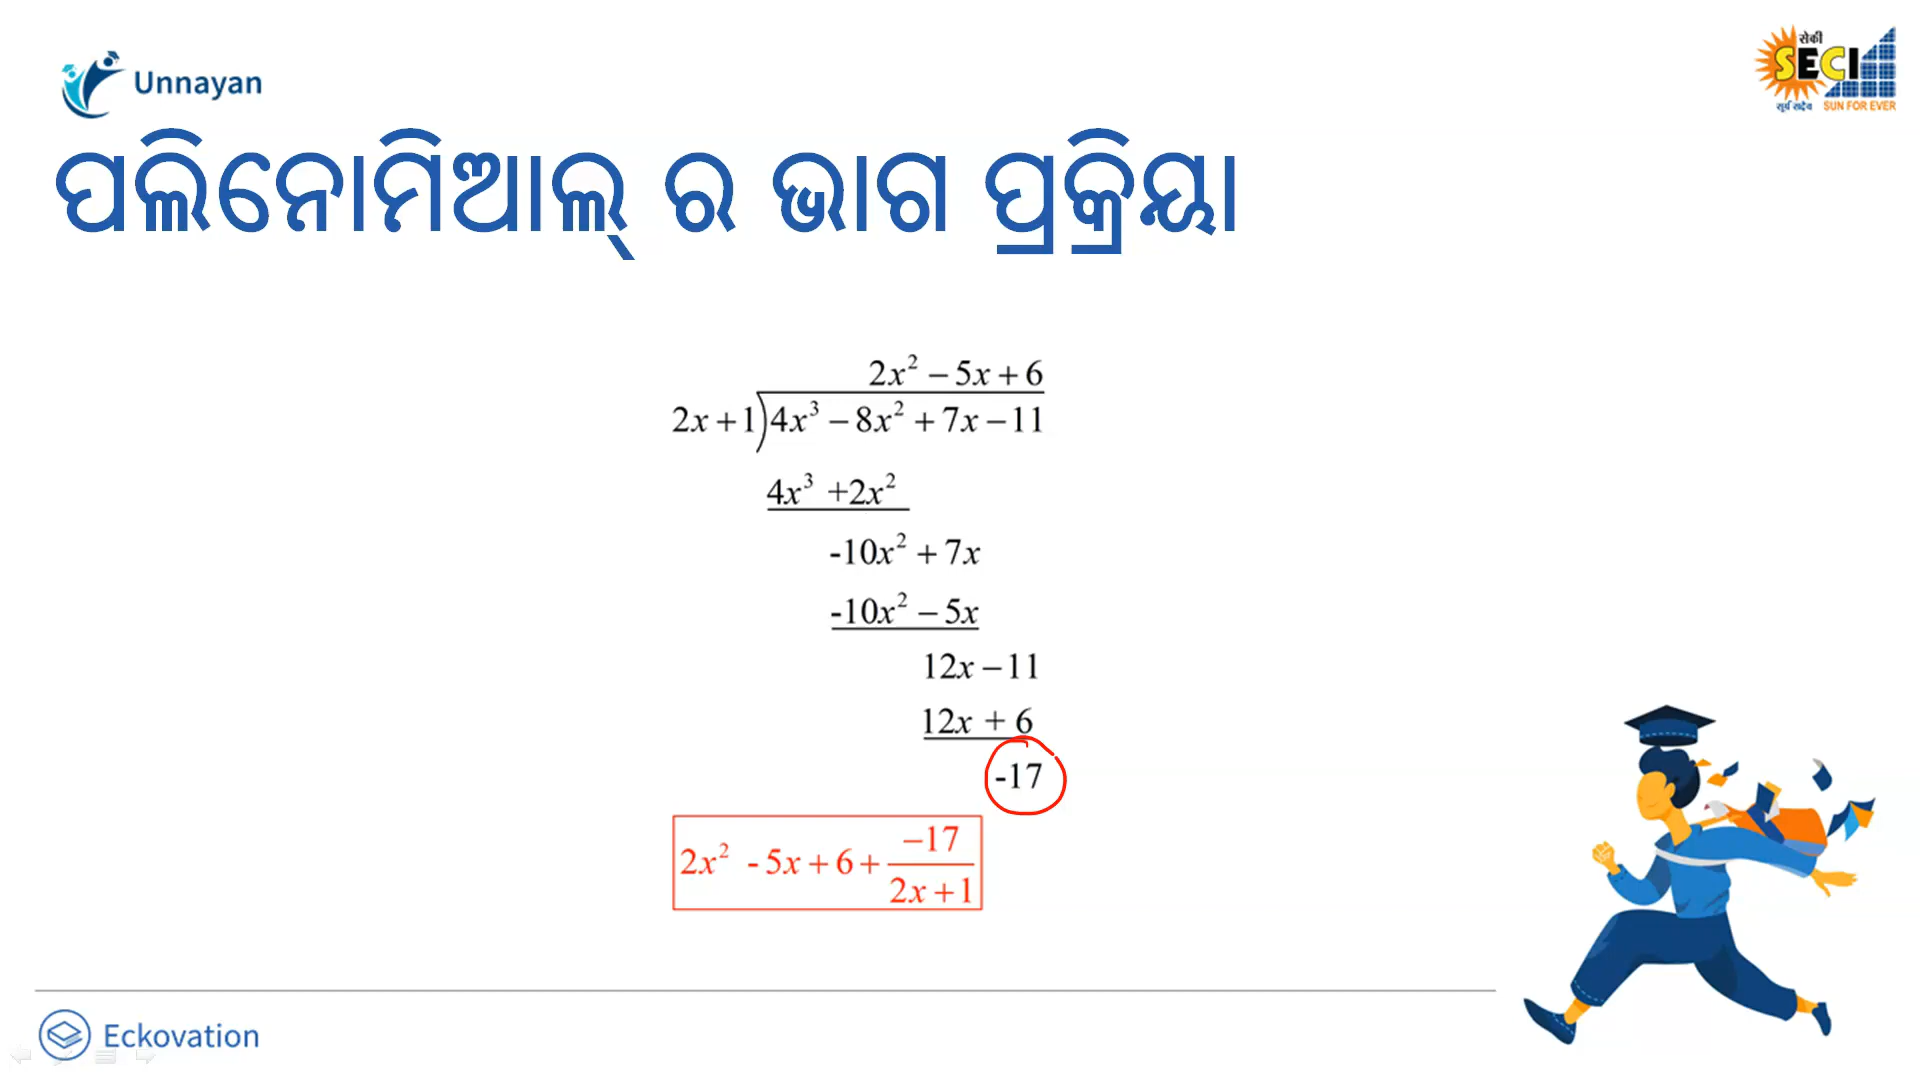 Unnayan
सेकी
SECI
सूर्य सदैव SUN FOR EVER
ପଲିନୋମିଆଲ୍ ର ଭାଗ ପ୍ରକ୍ରିୟା
2x² − 5x + 6
2x + 1)4x³ − 8x² + 7x − 11
4x³ +2x²
-10x² + 7x
-10x² − 5x
12x − 11
12x + 6
-17
2x² - 5x + 6 + −17/2x + 1
Eckovation